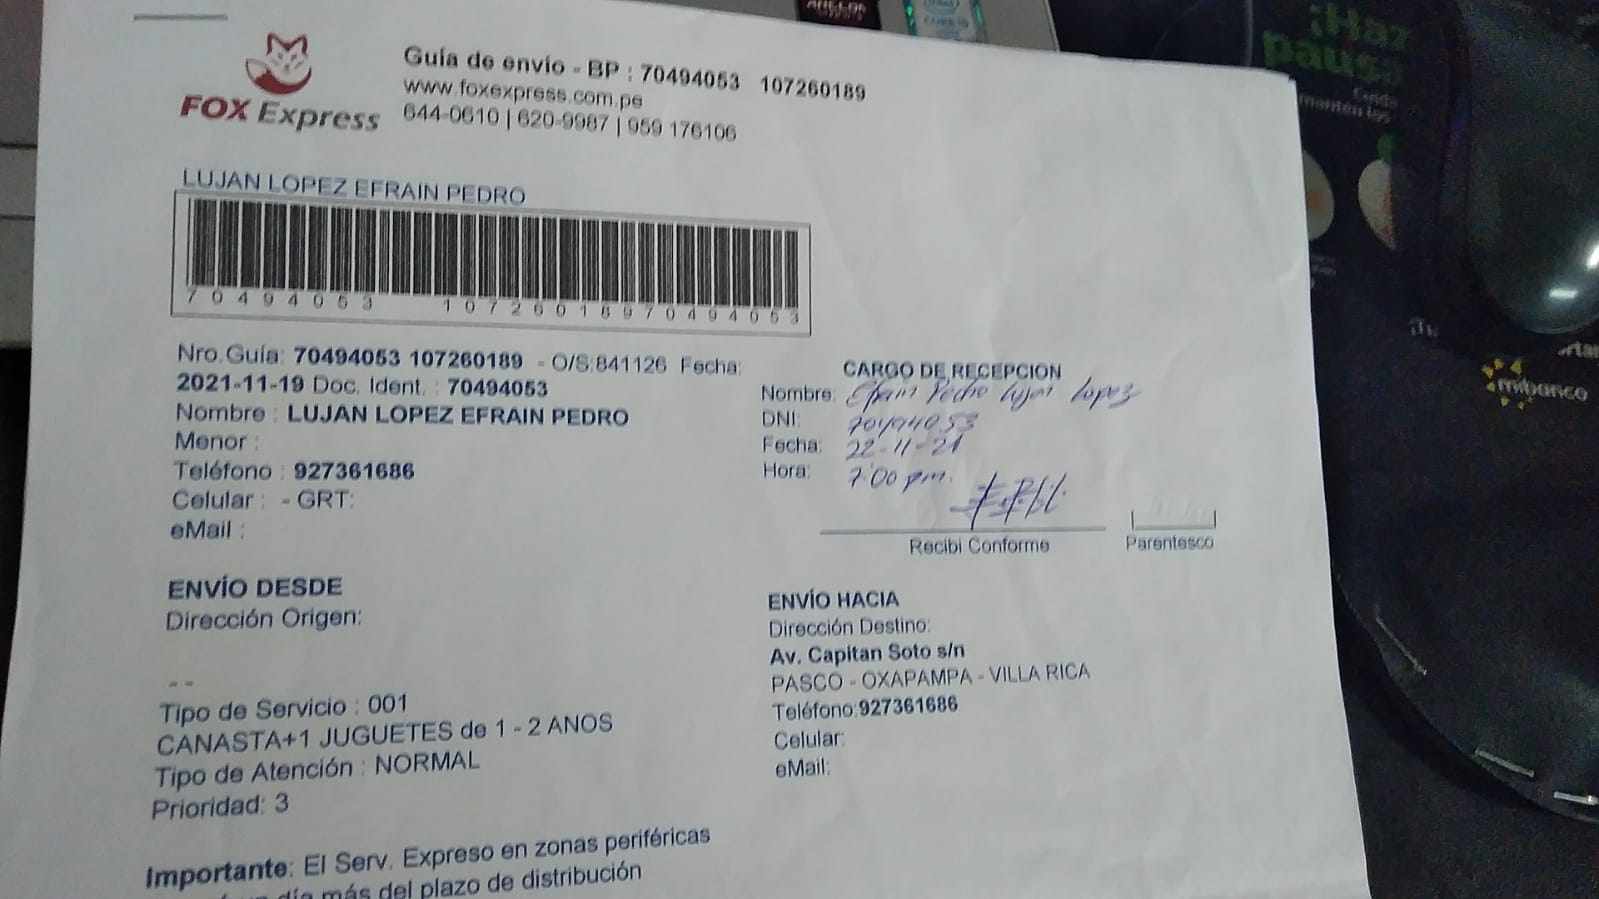 FOX Express
Guía de envío - BP : 70494053 107260189
www.foxexpress.com.pe
644-0610 | 620-9987 | 959 176106
LUJAN LOPEZ EFRAIN PEDRO
70494053 10726018970494053
Nro.Guía: 70494053 107260189 - O/S:841126 Fecha:
2021-11-19 Doc. Ident. : 70494053
Nombre : LUJAN LOPEZ EFRAIN PEDRO
Menor :
Teléfono : 927361686
Celular : - GRT:
eMail :
CARGO DE RECEPCION
Nombre: Efrain Pedro Lujan Lopez
DNI: 70494053
Fecha: 22-11-21
Hora: 7:00 pm.
Recibi Conforme
Parentesco
ENVÍO DESDE
Dirección Origen:
- -
Tipo de Servicio : 001
CANASTA+1 JUGUETES de 1 - 2 ANOS
Tipo de Atención : NORMAL
Prioridad: 3
ENVÍO HACIA
Dirección Destino:
Av. Capitan Soto s/n
PASCO - OXAPAMPA - VILLA RICA
Teléfono:927361686
Celular:
eMail:
Importante: El Serv. Expreso en zonas periféricas
día más del plazo de distribución
¡Haz
pausa
mibanco